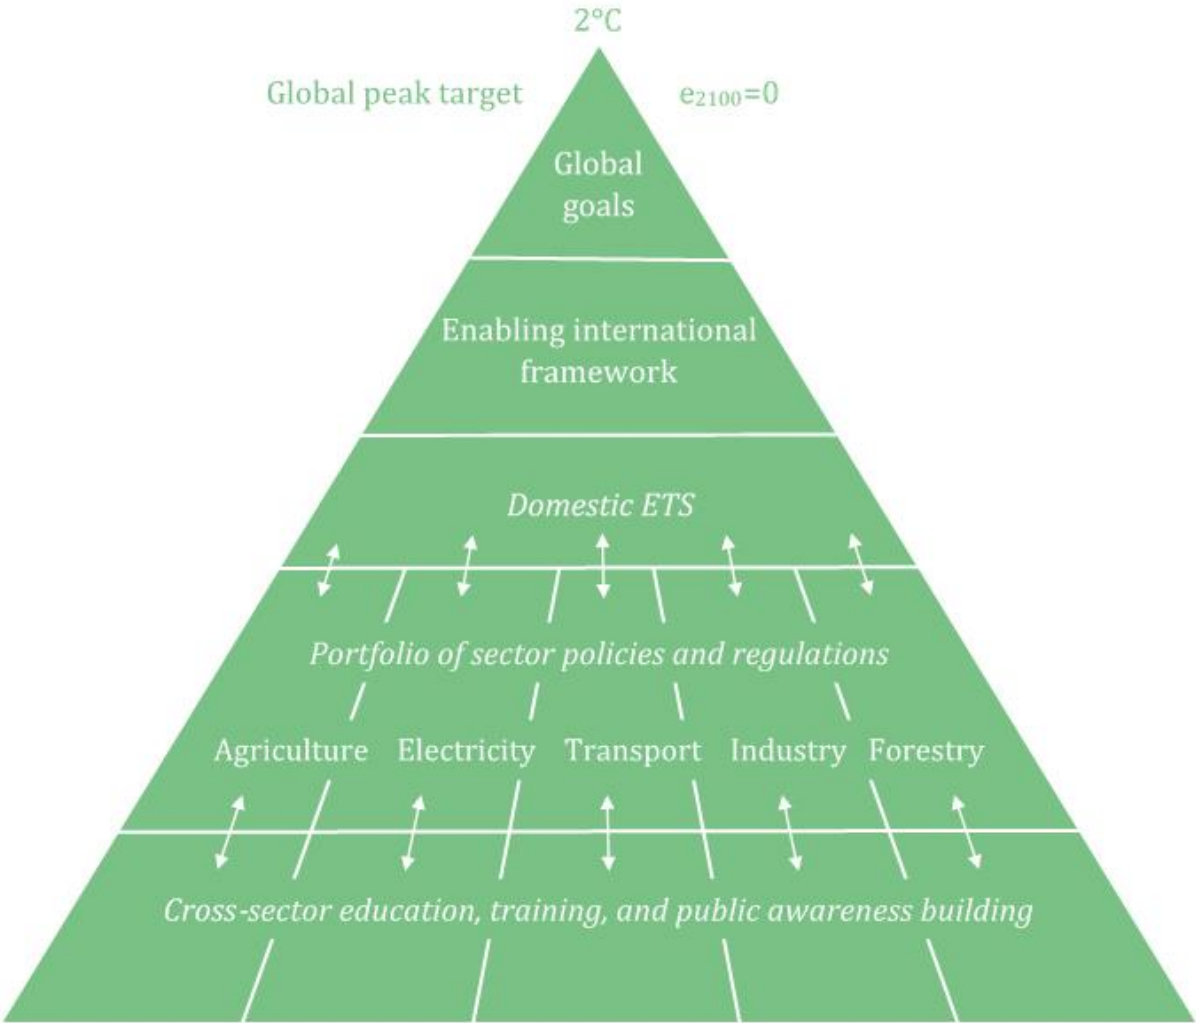 2°C
Global peak target
e₂₁₀₀=0
Global
goals
Enabling international
framework
Domestic ETS
Portfolio of sector policies and regulations
Agriculture
Electricity
Transport
Industry
Forestry
Cross-sector education, training, and public awareness building